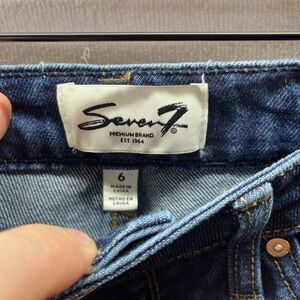 Seven7®
PREMIUM BRAND
EST. 1964
6
MADE IN
CHINA
HECHO EN
CHINA